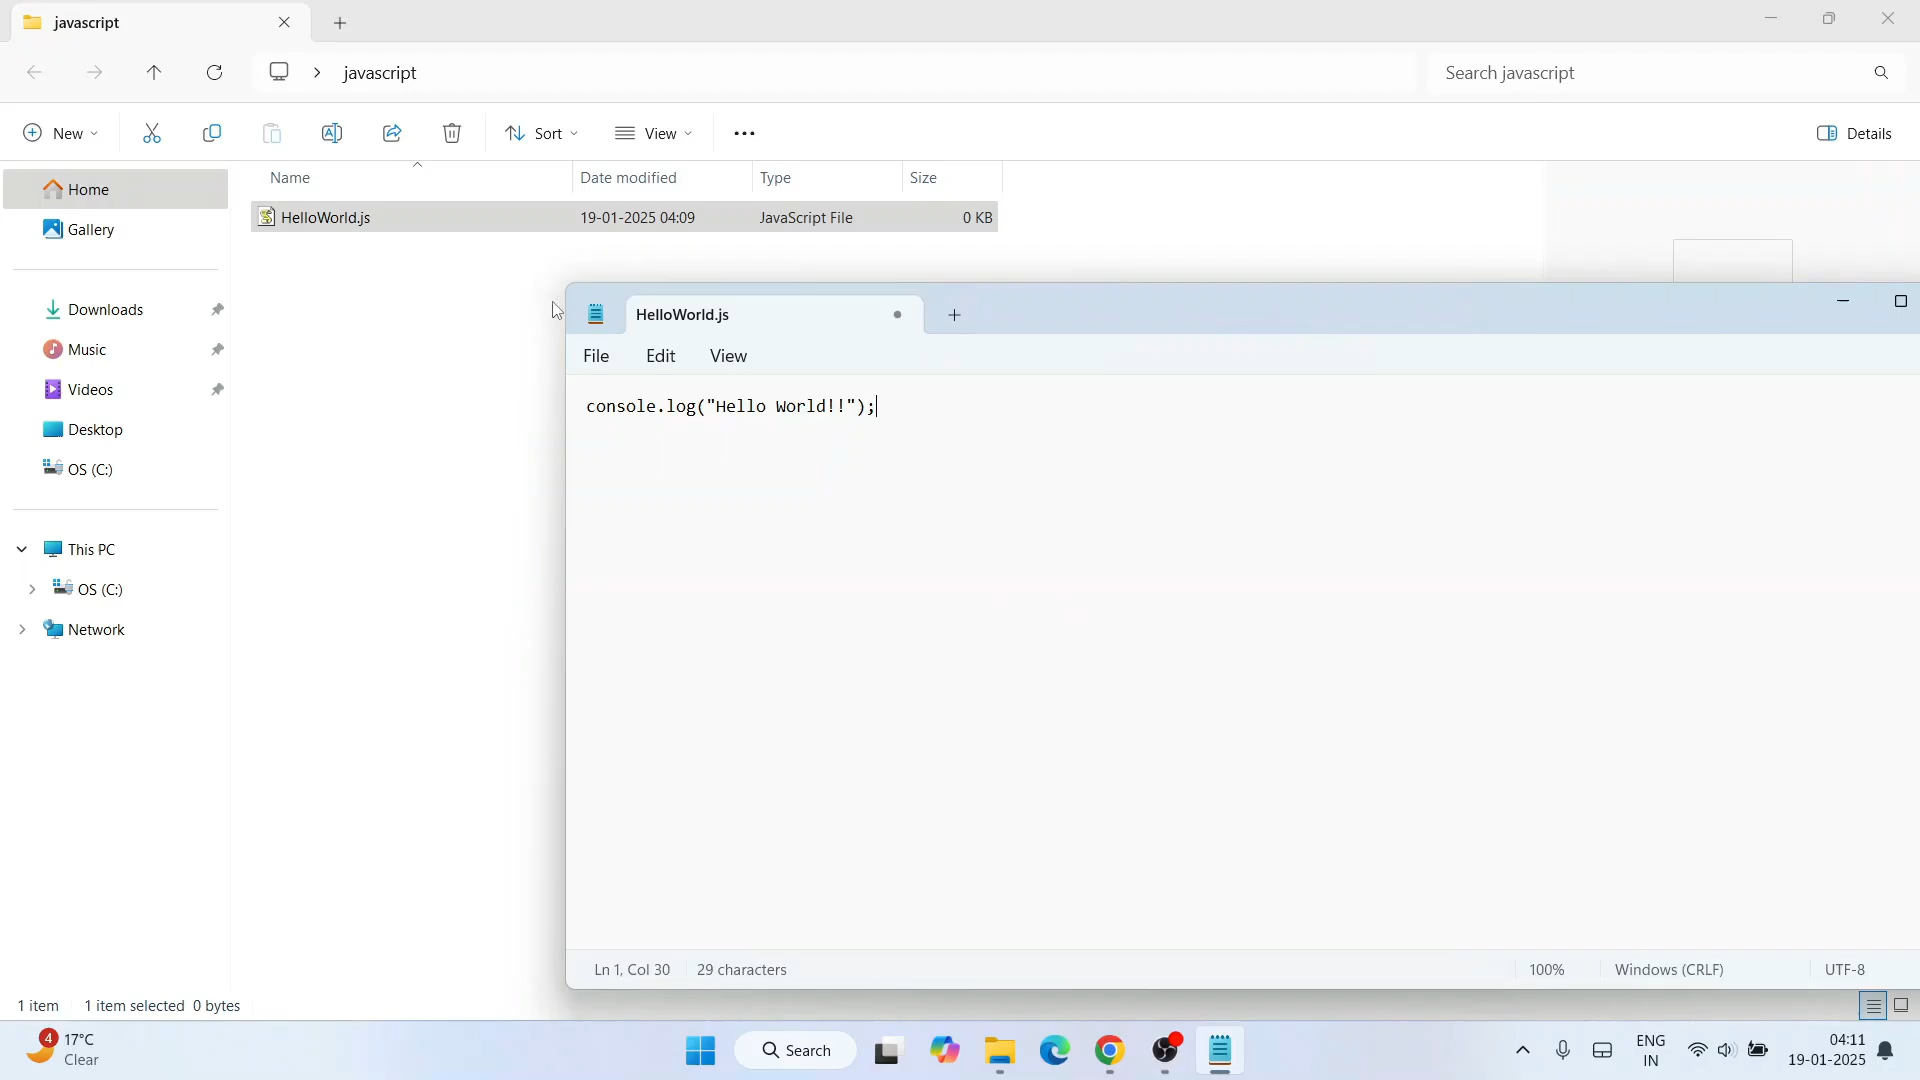 javascript
javascript
Search javascript
New
Sort
View
Details
Name
Date modified
Type
Size
HelloWorld.js
19-01-2025 04:09
JavaScript File
0 KB
Home
Gallery
Downloads
Music
Videos
Desktop
OS (C:)
This PC
OS (C:)
Network
HelloWorld.js
File
Edit
View
console.log("Hello World!!");
Ln 1, Col 30
29 characters
100%
Windows (CRLF)
UTF-8
1 item
1 item selected
0 bytes
4
17°C
Clear
Search
ENG
IN
04:11
19-01-2025